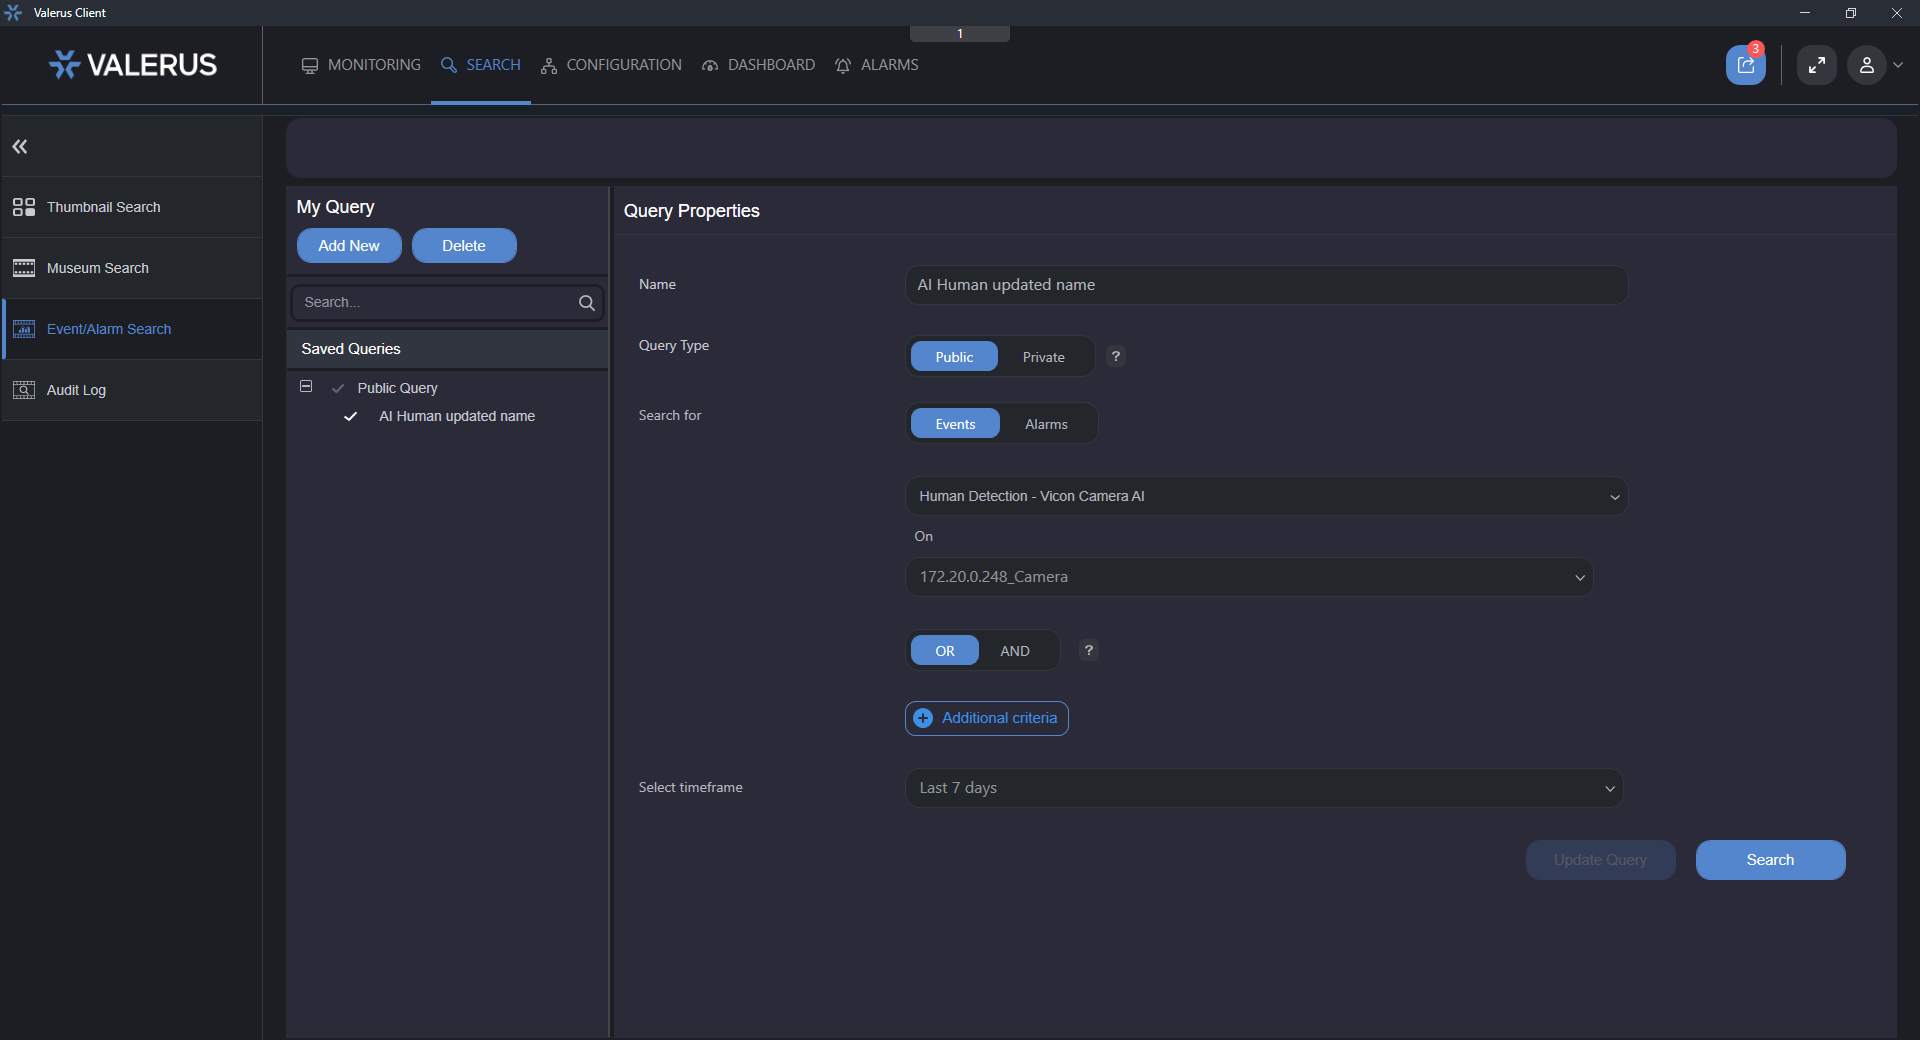 Valerus Client
1
VALERUS
MONITORING
SEARCH
CONFIGURATION
DASHBOARD
ALARMS
3
Thumbnail Search
Museum Search
Event/Alarm Search
Audit Log
My Query
Add New
Delete
Search...
Saved Queries
Public Query
AI Human updated name
Query Properties
Name
AI Human updated name
Query Type
Public
Private
?
Search for
Events
Alarms
Human Detection - Vicon Camera AI
On
172.20.0.248_Camera
OR
AND
?
Additional criteria
Select timeframe
Last 7 days
Update Query
Search